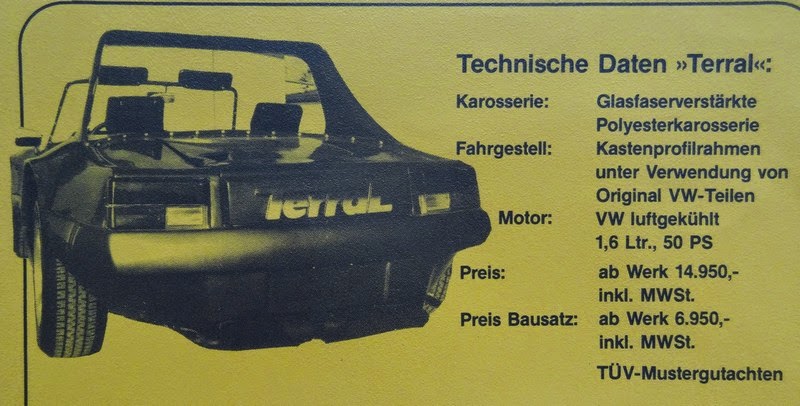 Technische Daten »Terral«:
Karosserie: Glasfaserverstärkte
Polyesterkarosserie
Fahrgestell: Kastenprofilrahmen
unter Verwendung von
Original VW-Teilen
Motor: VW luftgekühlt
1,6 Ltr., 50 PS
Preis: ab Werk 14.950,-
inkl. MWSt.
Preis Bausatz: ab Werk 6.950,-
inkl. MWSt.
TÜV-Mustergutachten
Terral